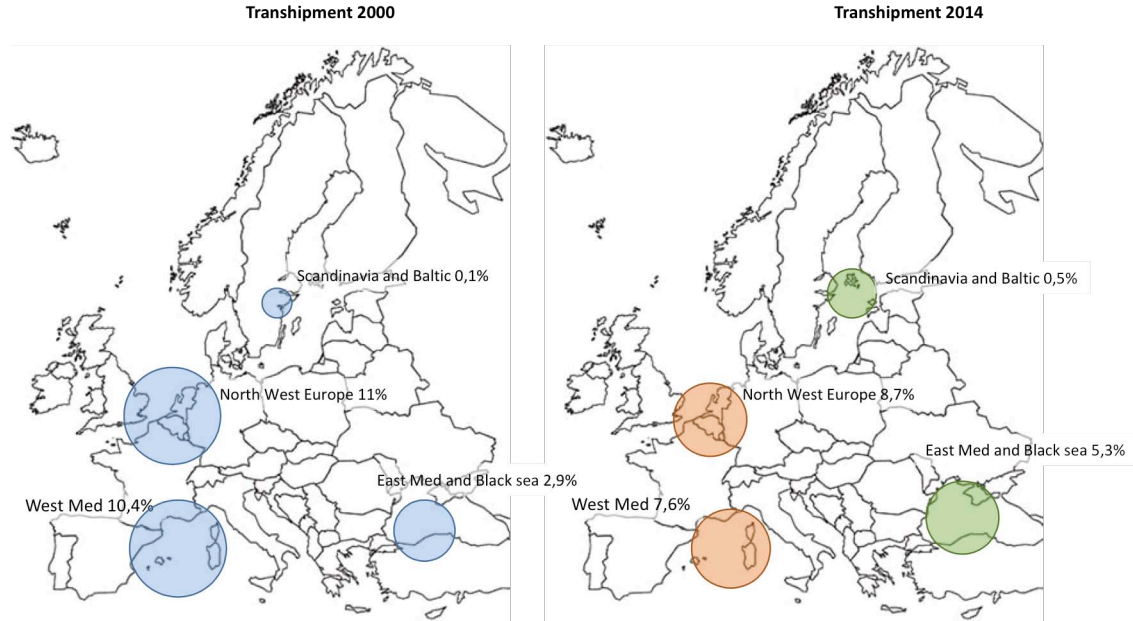 Transhipment 2000
Transhipment 2014
Scandinavia and Baltic 0,1%
North West Europe 11%
East Med and Black sea 2,9%
West Med 10,4%
Scandinavia and Baltic 0,5%
North West Europe 8,7%
East Med and Black sea 5,3%
West Med 7,6%